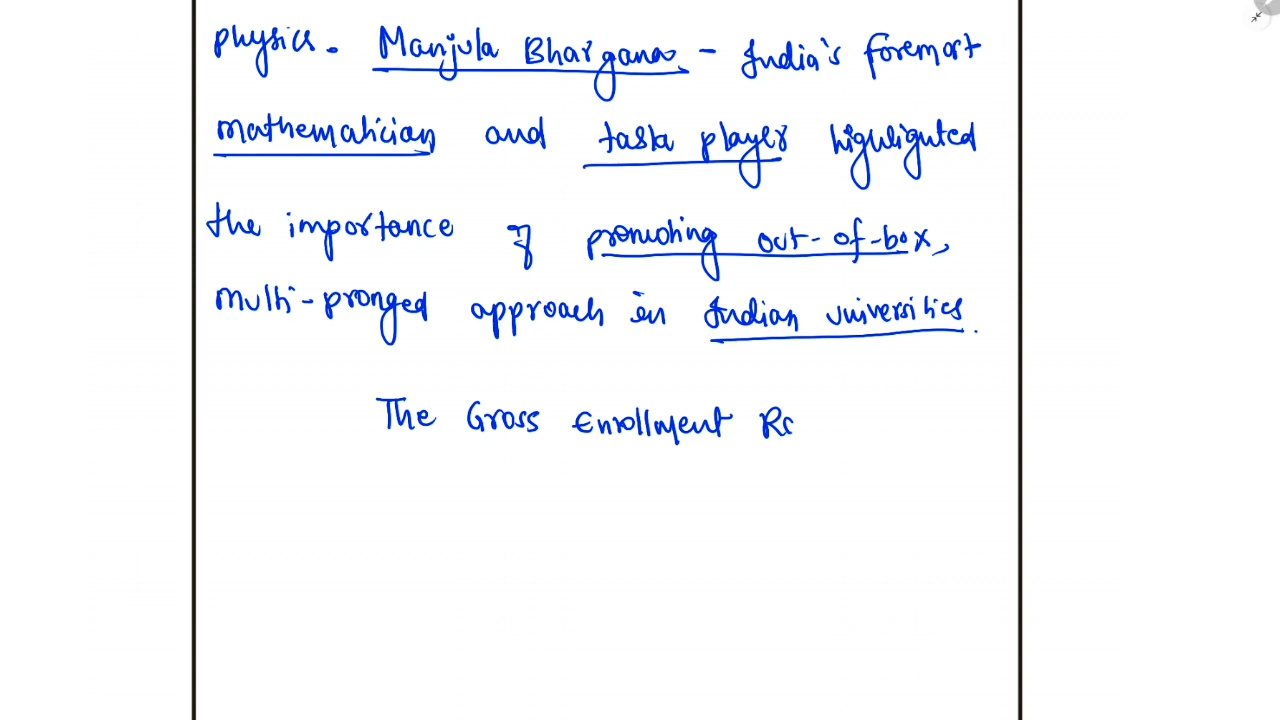 physics. Manjula Bhargana - India's foremost
mathematician and tabla player highlighted
the importance of promoting out-of-box,
multi-pronged approach in Indian universities.
The Gross Enrollment Ra